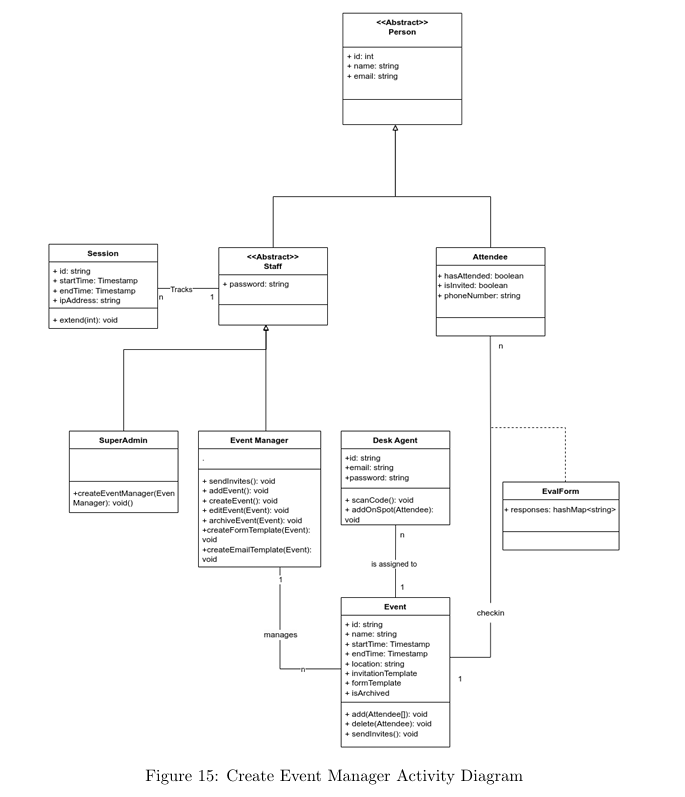 <<Abstract>>
Person
+ id: int
+ name: string
+ email: string
Session
+ id: string
+ startTime: Timestamp
+ endTime: Timestamp
+ ipAddress: string
+ extend(int): void
Tracks
n
1
<<Abstract>>
Staff
+ password: string
Attendee
+ hasAttended: boolean
+ isInvited: boolean
+ phoneNumber: string
n
SuperAdmin
+createEventManager(Even
Manager): void()
Event Manager
.
+ sendInvites(): void
+ addEvent(): void
+ createEvent(): void
+ editEvent(Event): void
+ archiveEvent(Event): void
+createFormTemplate(Event):
void
+createEmailTemplate(Event):
void
Desk Agent
+id: string
+email: string
+password: string
+ scanCode(): void
+ addOnSpot(Attendee):
void
EvalForm
+ responses: hashMap<string>
n
is assigned to
1
1
manages
n
Event
+ id: string
+ name: string
+ startTime: Timestamp
+ endTime: Timestamp
+ location: string
+ invitationTemplate
+ formTemplate
+ isArchived
+ add(Attendee[]): void
+ delete(Attendee): void
+ sendInvites(): void
checkin
1
Figure 15: Create Event Manager Activity Diagram